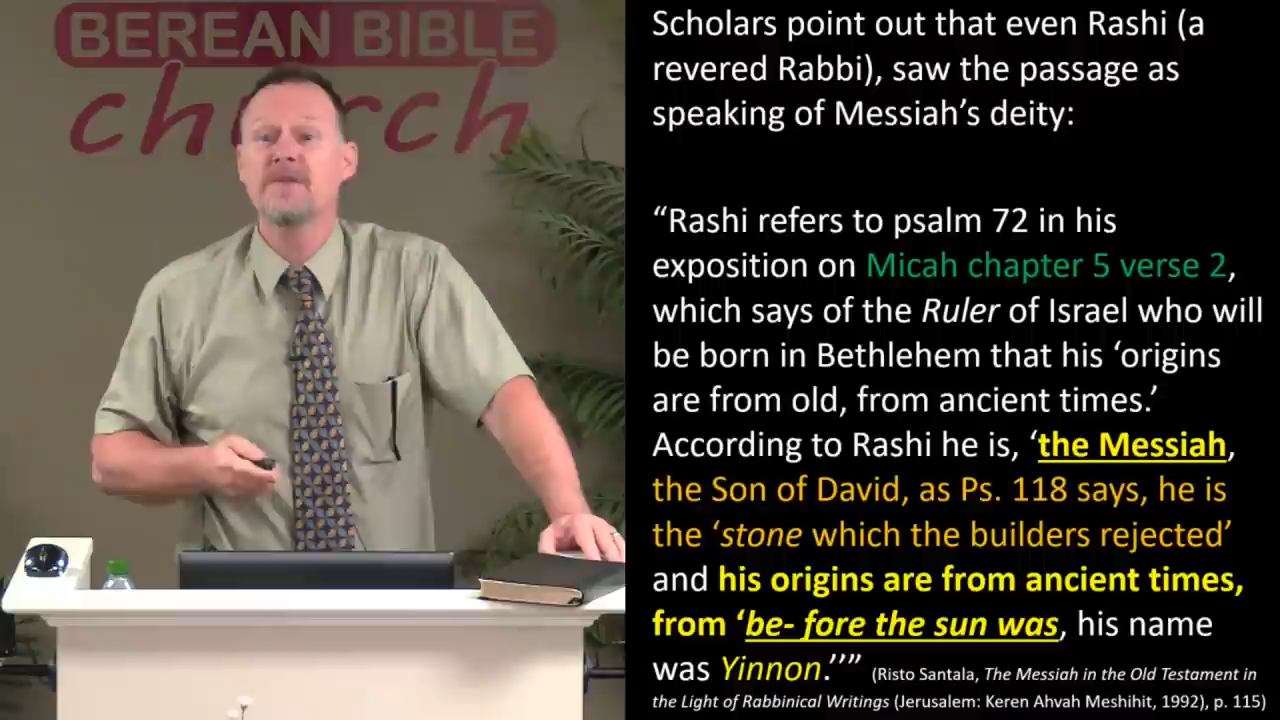 BEREAN BIBLE
church
Scholars point out that even Rashi (a
revered Rabbi), saw the passage as
speaking of Messiah’s deity:
“Rashi refers to psalm 72 in his
exposition on Micah chapter 5 verse 2,
which says of the Ruler of Israel who will
be born in Bethlehem that his ‘origins
are from old, from ancient times.’
According to Rashi he is, ‘the Messiah,
the Son of David, as Ps. 118 says, he is
the ‘stone which the builders rejected’
and his origins are from ancient times,
from ‘be- fore the sun was, his name
was Yinnon.’’” (Risto Santala, The Messiah in the Old Testament in
the Light of Rabbinical Writings (Jerusalem: Keren Ahvah Meshihit, 1992), p. 115)